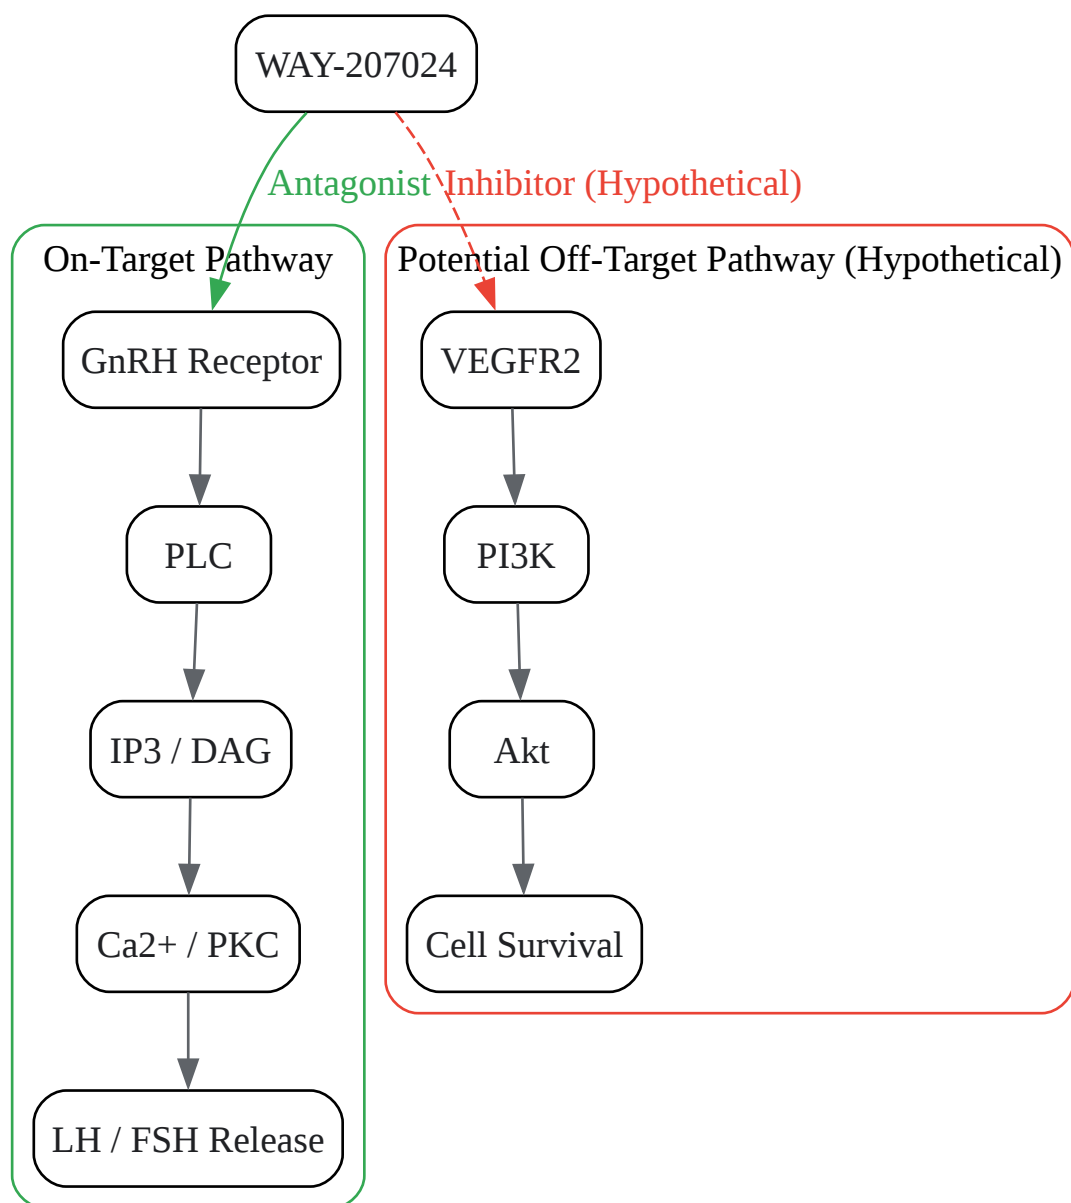 WAY-207024
Antagonist
Inhibitor (Hypothetical)
On-Target Pathway
Potential Off-Target Pathway (Hypothetical)
GnRH Receptor
VEGFR2
PLC
PI3K
IP3 / DAG
Akt
Ca2+ / PKC
Cell Survival
LH / FSH Release